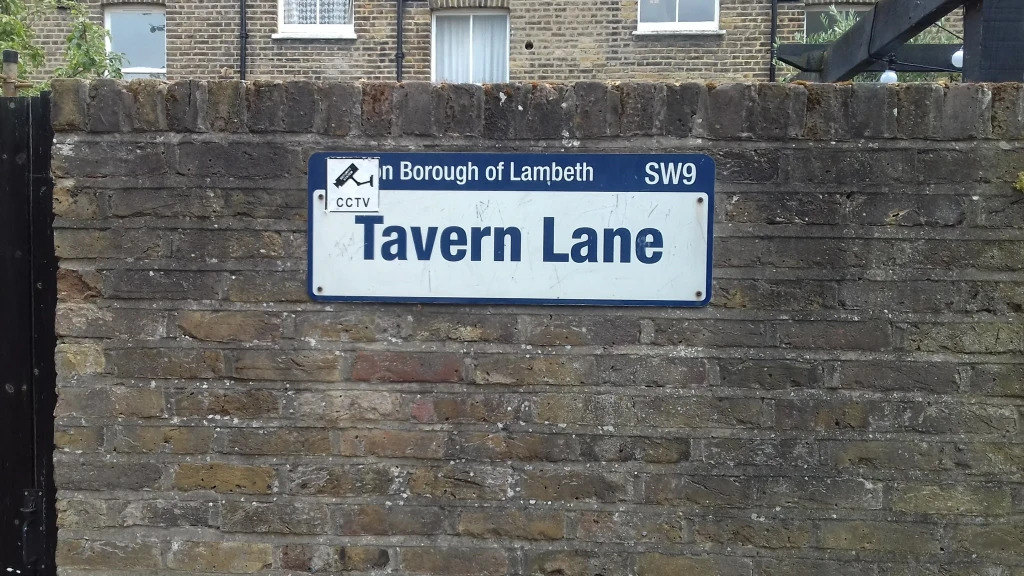 on Borough of Lambeth SW9
CCTV
Tavern Lane